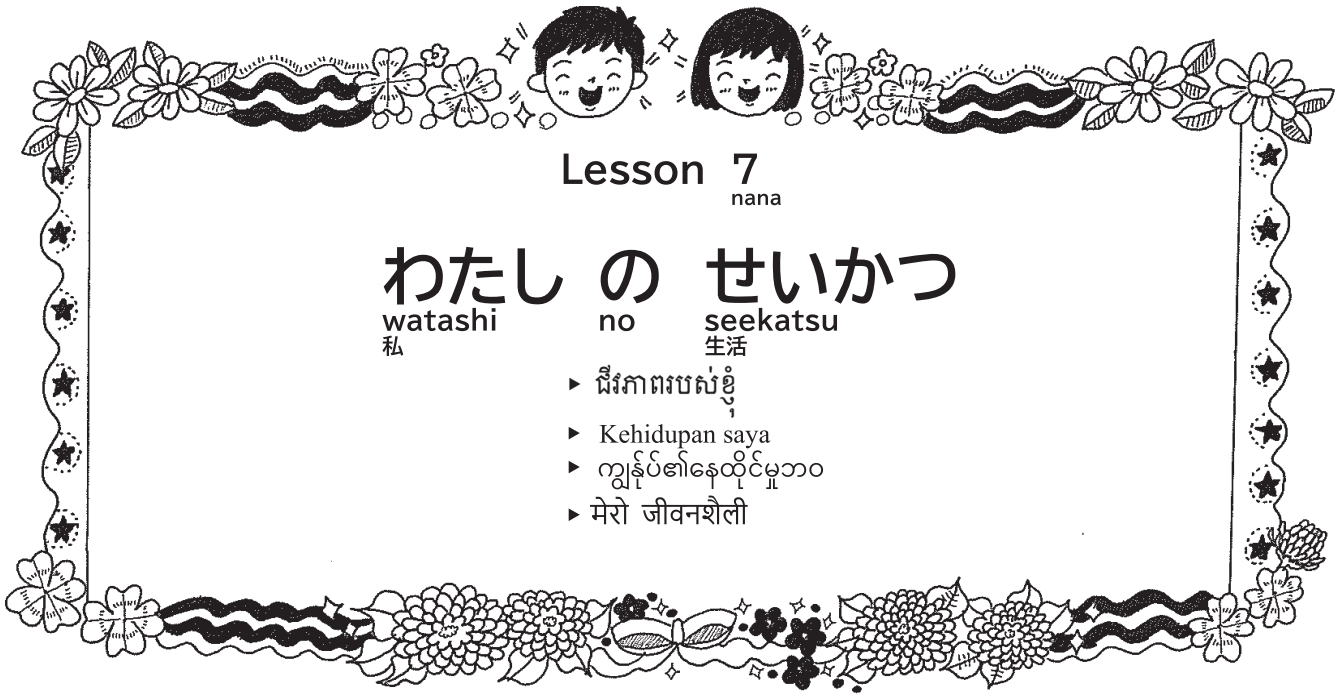 Lesson 7
nana
わたし の せいかつ
watashi no seekatsu
私 生活
▶ ជីវភាពរបស់ខ្ញុំ
▶ Kehidupan saya
▶ ကျွန်ုပ်၏နေထိုင်မှုဘဝ
▶ मेरो जीवनशैली